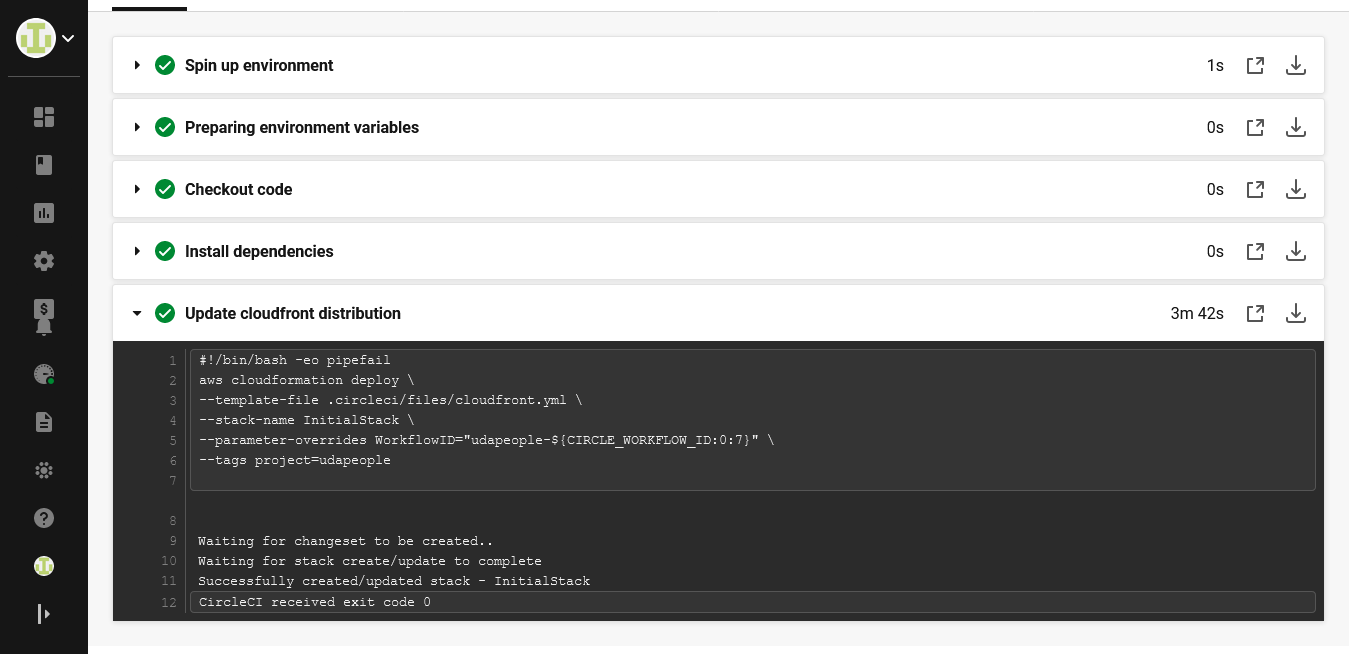 Spin up environment 1s
Preparing environment variables 0s
Checkout code 0s
Install dependencies 0s
Update cloudfront distribution 3m 42s
1 #!/bin/bash -eo pipefail
2 aws cloudformation deploy \
3 --template-file .circleci/files/cloudfront.yml \
4 --stack-name InitialStack \
5 --parameter-overrides WorkflowID="udapeople-${CIRCLE_WORKFLOW_ID:0:7}" \
6 --tags project=udapeople
7
8
9 Waiting for changeset to be created..
10 Waiting for stack create/update to complete
11 Successfully created/updated stack - InitialStack
12 CircleCI received exit code 0